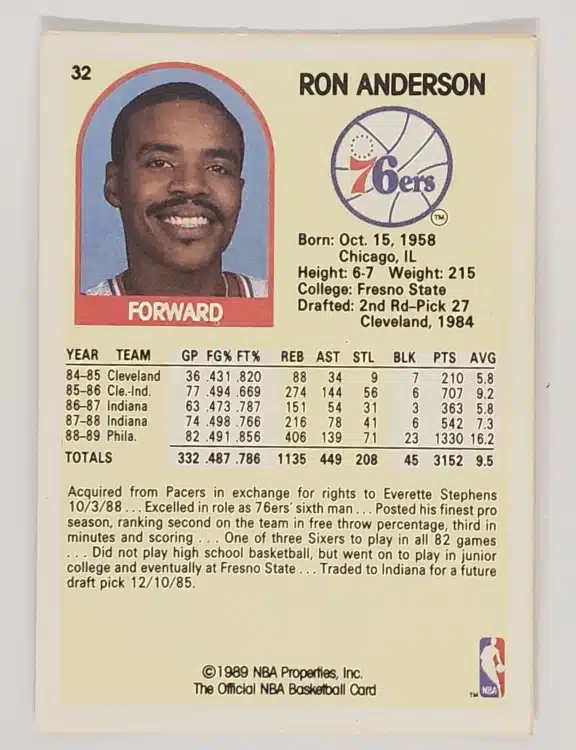 32
RON ANDERSON
76ers
TM
Born: Oct. 15, 1958
Chicago, IL
Height: 6-7 Weight: 215
College: Fresno State
Drafted: 2nd Rd–Pick 27
Cleveland, 1984
FORWARD
YEAR TEAM GP FG% FT% REB AST STL BLK PTS AVG
84–85 Cleveland 36 .431 .820 88 34 9 7 210 5.8
85–86 Cle.-Ind. 77 .494 .669 274 144 56 6 707 9.2
86–87 Indiana 63 .473 .787 151 54 31 3 363 5.8
87–88 Indiana 74 .498 .766 216 78 41 6 542 7.3
88–89 Phila. 82 .491 .856 406 139 71 23 1330 16.2
TOTALS 332 .487 .786 1135 449 208 45 3152 9.5
Acquired from Pacers in exchange for rights to Everette Stephens
10/3/88 . . . Excelled in role as 76ers' sixth man . . . Posted his finest pro
season, ranking second on the team in free throw percentage, third in
minutes and scoring . . . One of three Sixers to play in all 82 games
. . . Did not play high school basketball, but went on to play in junior
college and eventually at Fresno State . . . Traded to Indiana for a future
draft pick 12/10/85.
©1989 NBA Properties, Inc.
The Official NBA Basketball Card
TM NBA